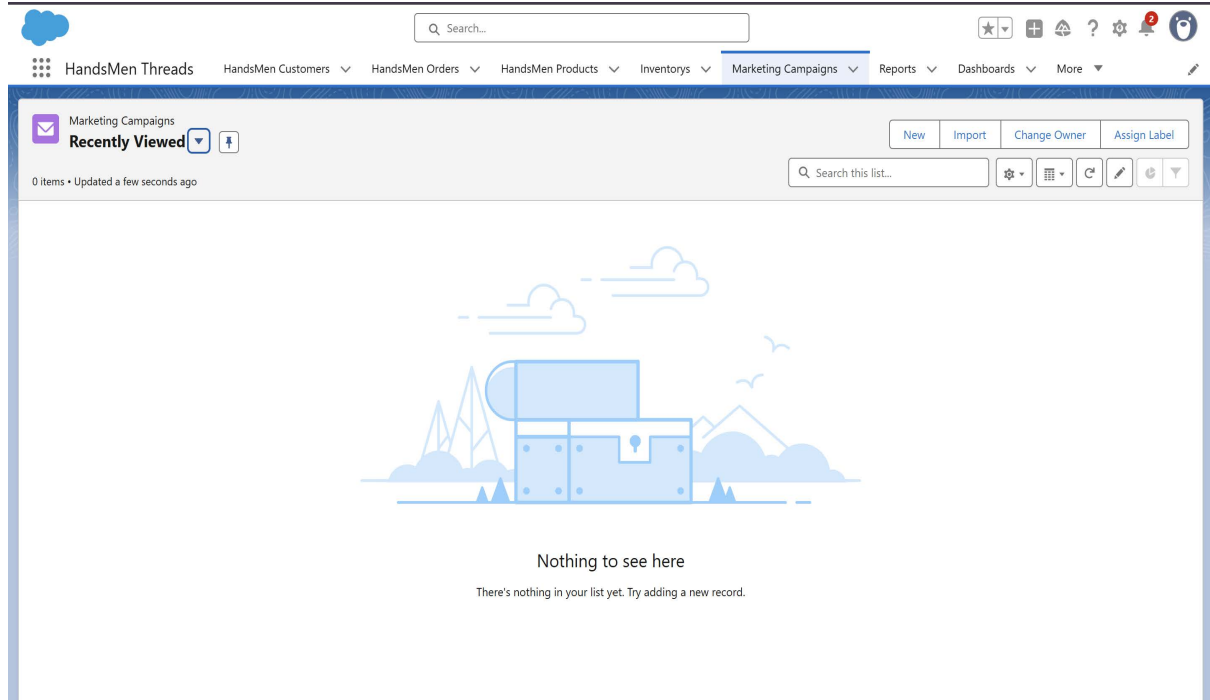 Search...
2
HandsMen Threads HandsMen Customers HandsMen Orders HandsMen Products Inventorys Marketing Campaigns Reports Dashboards More
Marketing Campaigns
Recently Viewed
New Import Change Owner Assign Label
0 items • Updated a few seconds ago
Search this list...
Nothing to see here
There's nothing in your list yet. Try adding a new record.